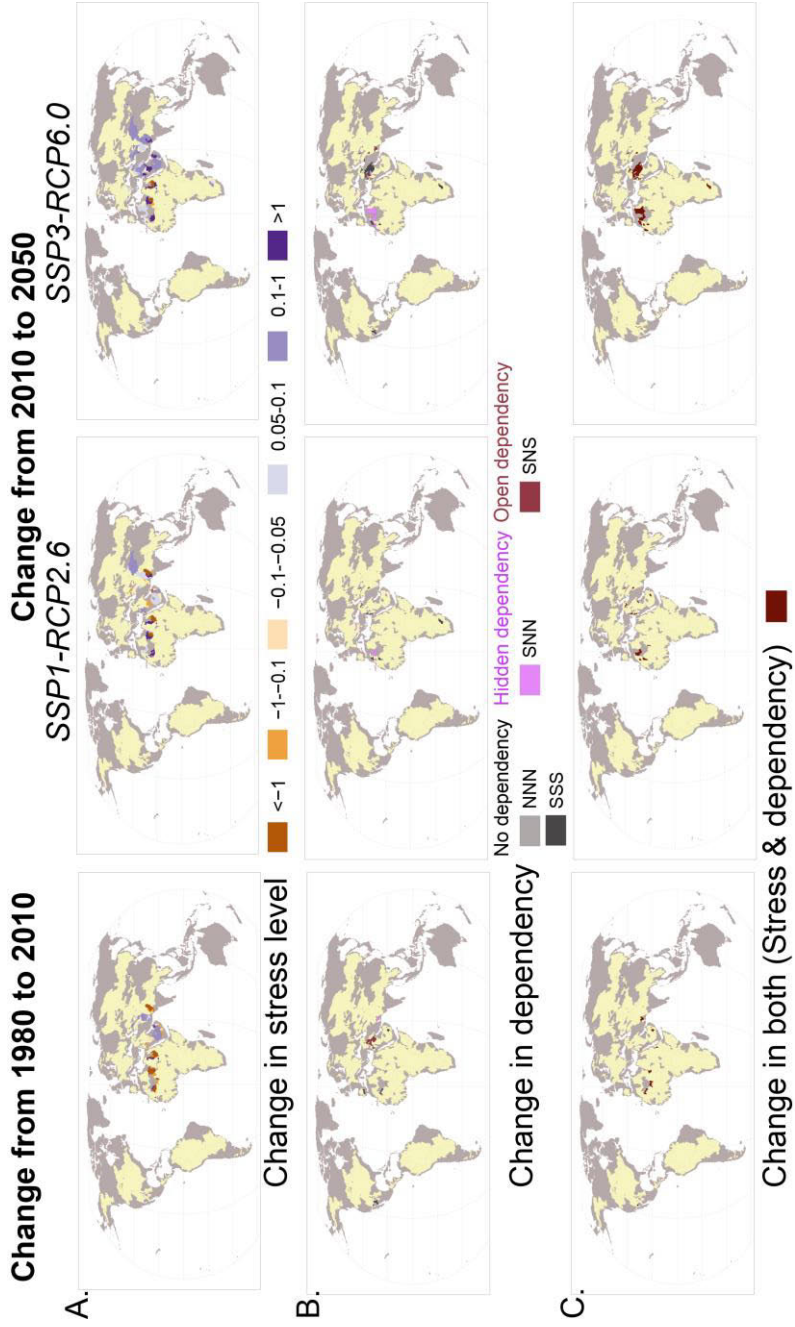 Change from 1980 to 2010
Change from 2010 to 2050
SSP1-RCP2.6
SSP3-RCP6.0
A.
Change in stress level
<−1
−1-−0.1
−0.1-−0.05
0.05-0.1
0.1-1
>1
B.
Change in dependency
No dependency
NNN
SSS
Hidden dependency
SNN
Open dependency
SNS
C.
Change in both (Stress & dependency)